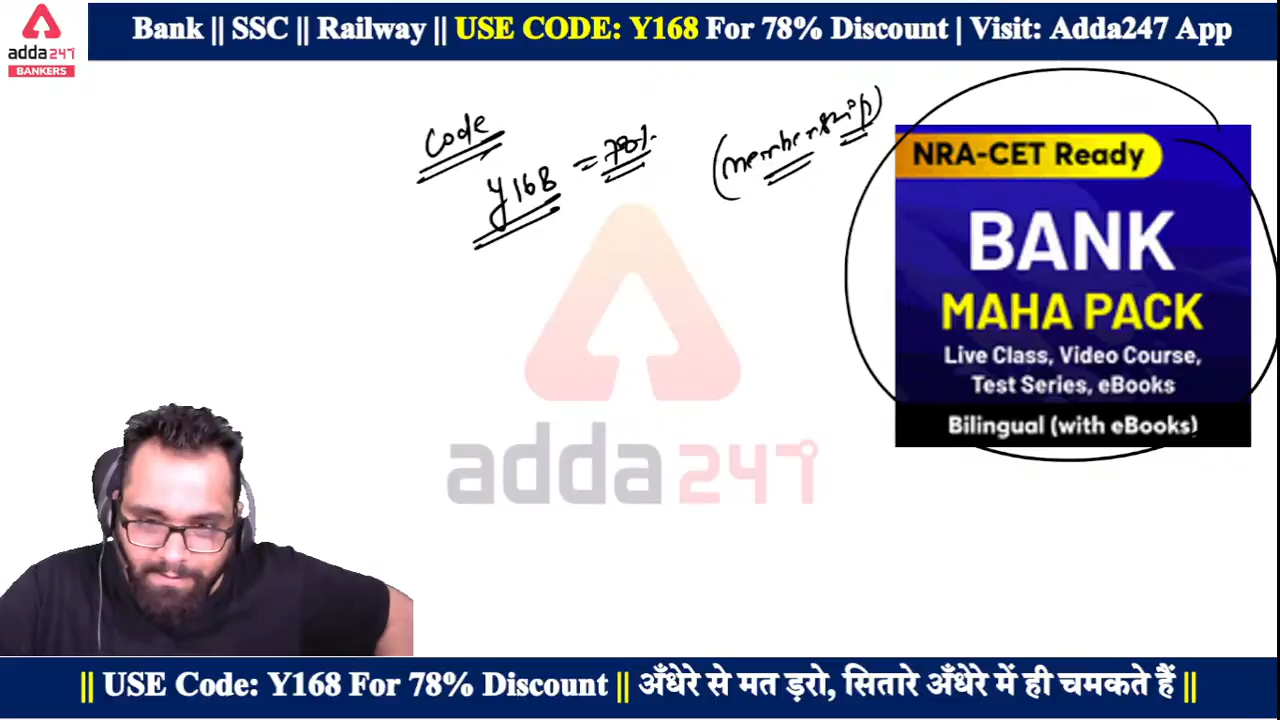 Bank || SSC || Railway || USE CODE: Y168 For 78% Discount | Visit: Adda247 App
adda247
BANKERS
Code
Y168 = 78%
(membership)
NRA-CET Ready
BANK
MAHA PACK
Live Class, Video Course,
Test Series, eBooks
Bilingual (with eBooks)
adda247
|| USE Code: Y168 For 78% Discount || अँधेरे से मत ड़रो, सितारे अँधेरे में ही चमकते हैं ||